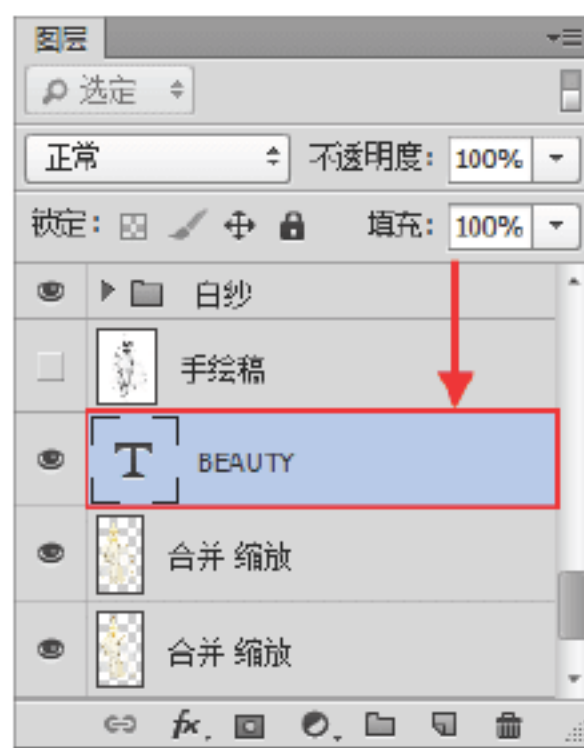 图层
选定
正常 不透明度: 100%
锁定: 填充: 100%
白纱
手绘稿
T BEAUTY
合并 缩放
合并 缩放
fx.